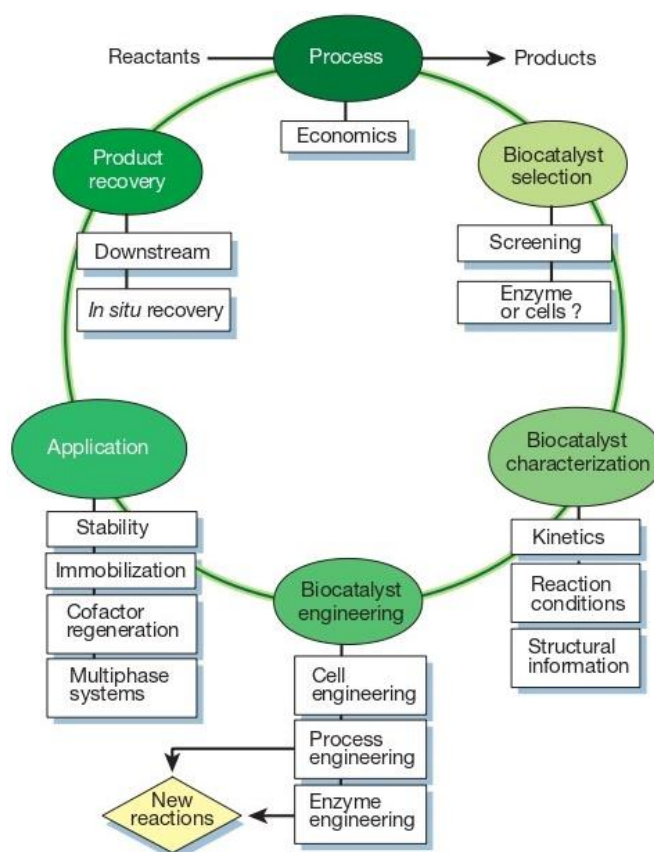 Reactants
Process
Products
Economics
Product
recovery
Downstream
In situ recovery
Biocatalyst
selection
Screening
Enzyme
or cells ?
Application
Stability
Immobilization
Cofactor
regeneration
Multiphase
systems
Biocatalyst
characterization
Kinetics
Reaction
conditions
Structural
information
Biocatalyst
engineering
Cell
engineering
Process
engineering
Enzyme
engineering
New
reactions